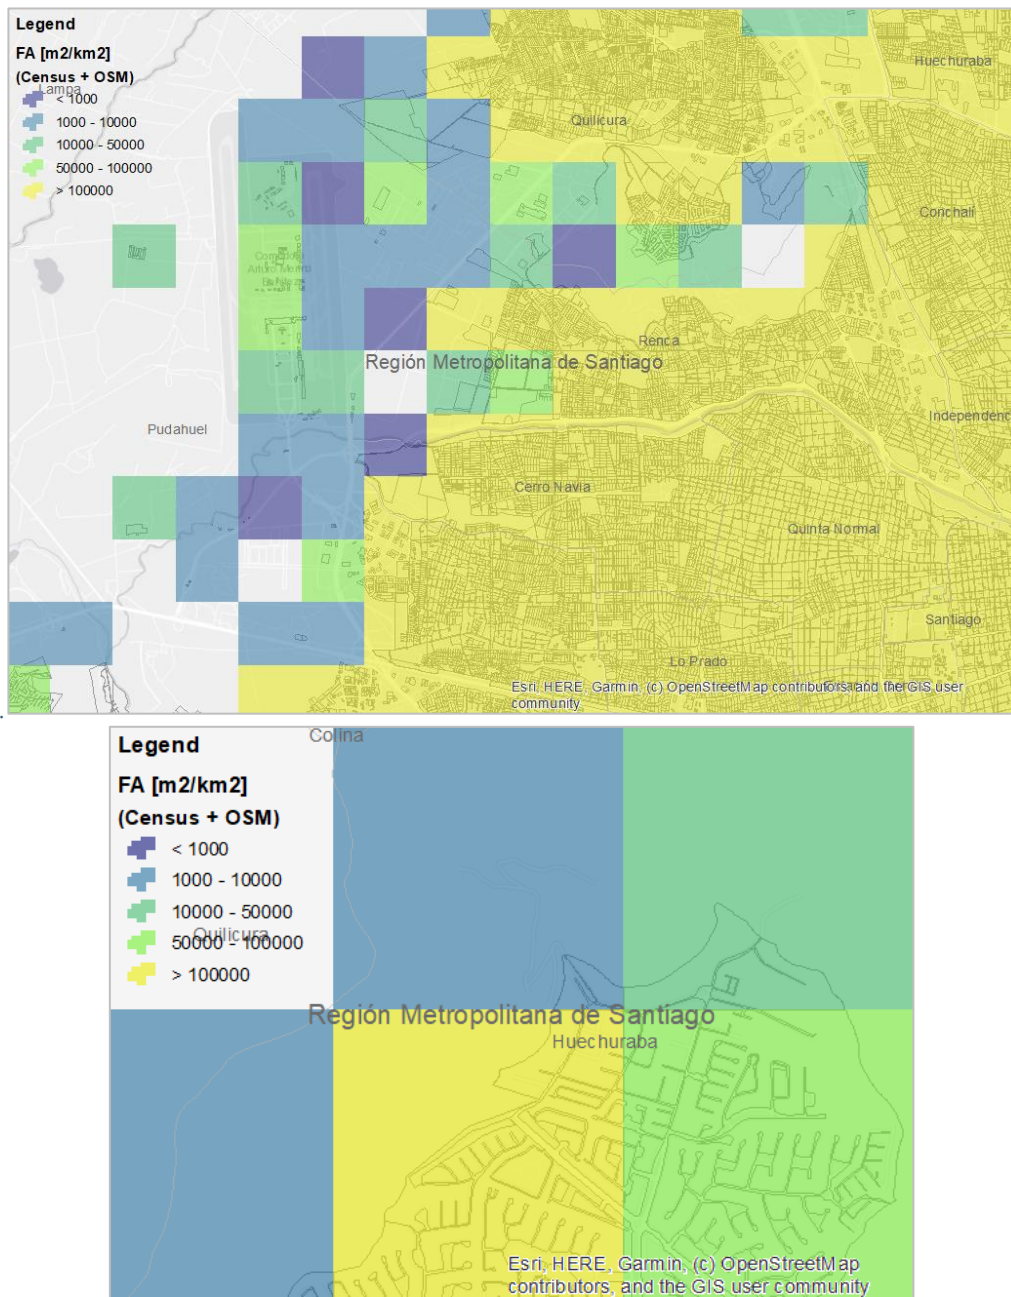 Legend
FA [m2/km2]
(Census + OSM)
Lampa
< 1000
1000 - 10000
10000 - 50000
50000 - 100000
> 100000
Huechuraba
Quilicura
Conchalí
Arturo Merino
Benítez
Renca
Región Metropolitana de Santiago
Pudahuel
Independenc
Cerro Navia
Quinta Normal
Santiago
Lo Prado
Esri, HERE, Garmin, (c) OpenStreetMap contributors, and the GIS user
community
.
Colina
Legend
FA [m2/km2]
(Census + OSM)
< 1000
1000 - 10000
10000 - 50000
Quilicura
50000 - 100000
> 100000
Región Metropolitana de Santiago
Huechuraba
Esri, HERE, Garmin, (c) OpenStreetMap
contributors, and the GIS user community